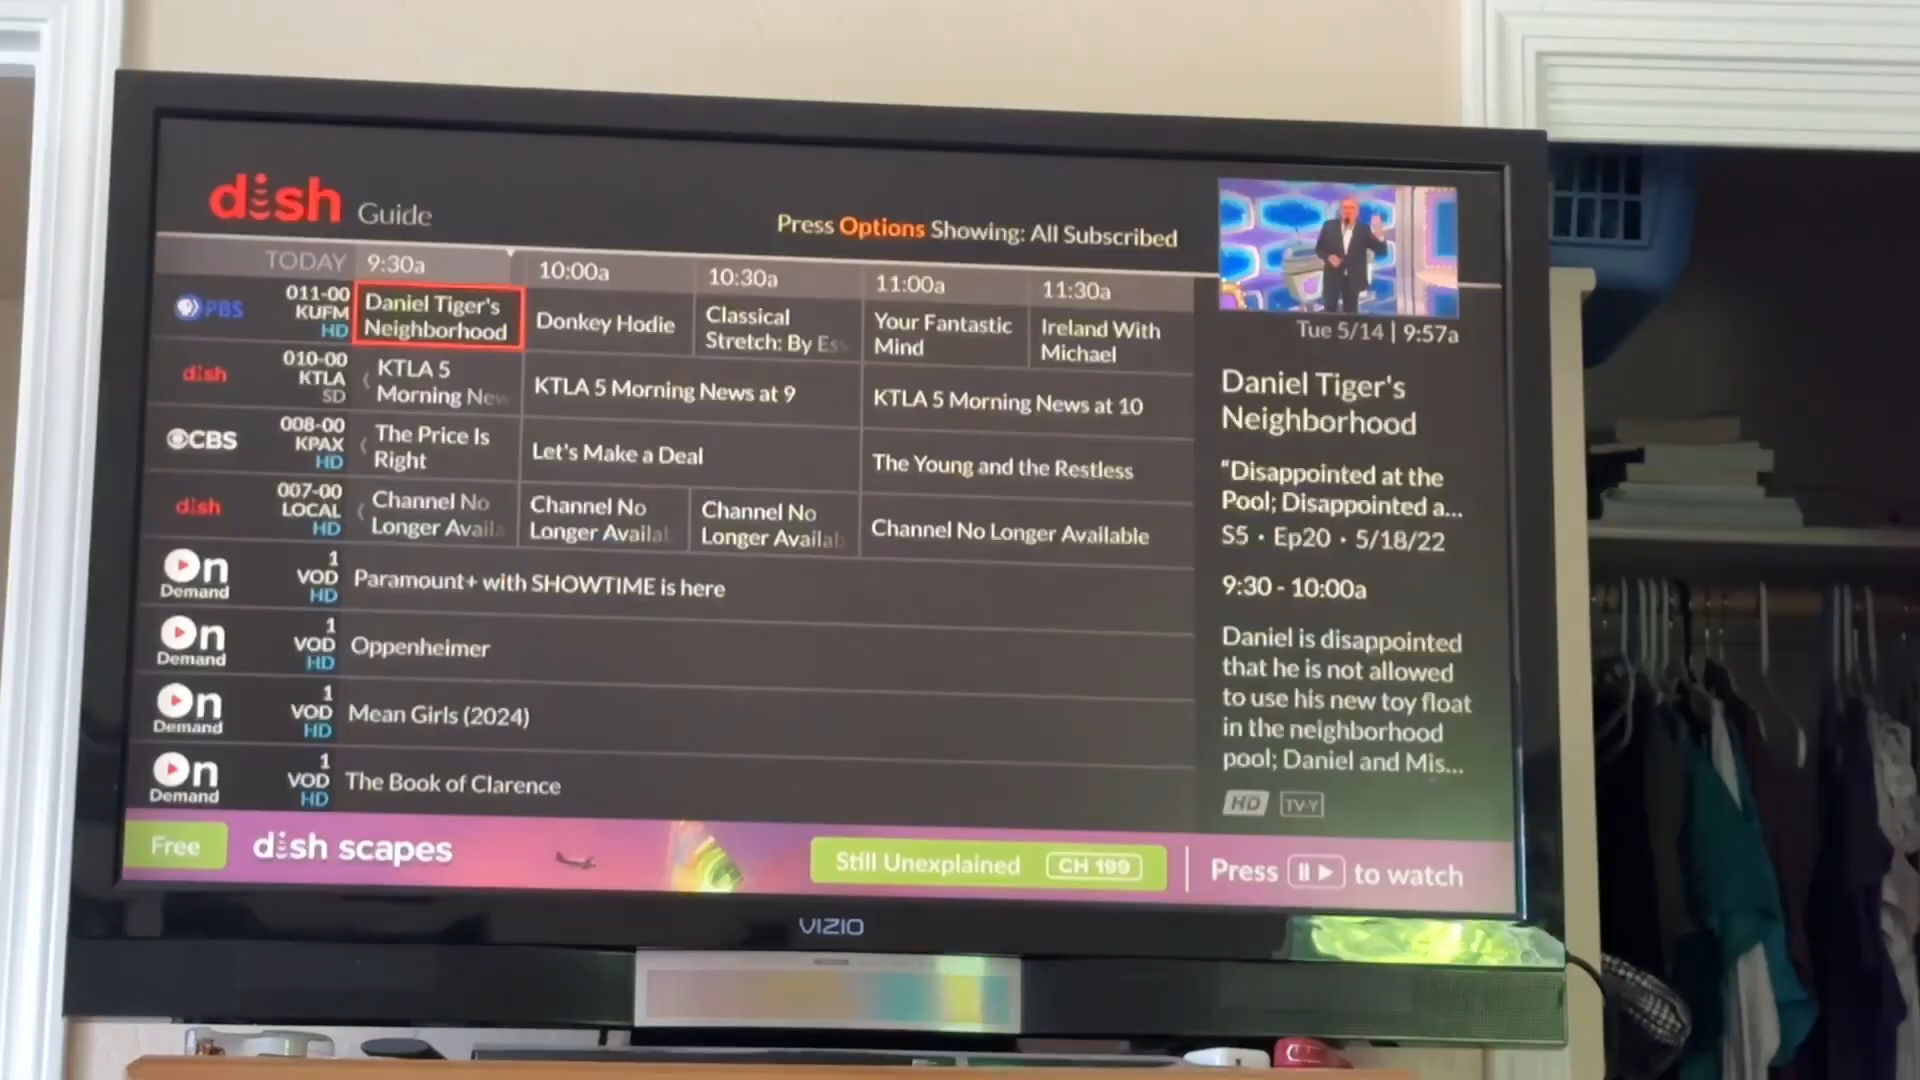 dish Guide
Press Options Showing: All Subscribed
TODAY 9:30a 10:00a 10:30a 11:00a 11:30a
Tue 5/14 | 9:57a
PBS
011-00
KUFM
HD
Daniel Tiger's
Neighborhood
Donkey Hodie
Classical
Stretch: By Es
Your Fantastic
Mind
Ireland With
Michael
dish
010-00
KTLA
SD
KTLA 5
Morning New
KTLA 5 Morning News at 9
KTLA 5 Morning News at 10
CBS
008-00
KPAX
HD
The Price Is
Right
Let's Make a Deal
The Young and the Restless
dish
007-00
LOCAL
HD
Channel No
Longer Availa
Channel No
Longer Availal
Channel No
Longer Availab
Channel No Longer Available
On
Demand
1
VOD
HD
Paramount+ with SHOWTIME is here
On
Demand
1
VOD
HD
Oppenheimer
On
Demand
1
VOD
HD
Mean Girls (2024)
On
Demand
1
VOD
HD
The Book of Clarence
Daniel Tiger's
Neighborhood
“Disappointed at the
Pool; Disappointed a...
S5 • Ep20 • 5/18/22
9:30 - 10:00a
Daniel is disappointed
that he is not allowed
to use his new toy float
in the neighborhood
pool; Daniel and Mis...
HD TV-Y
Free dish scapes Still Unexplained CH 199 Press to watch
VIZIO